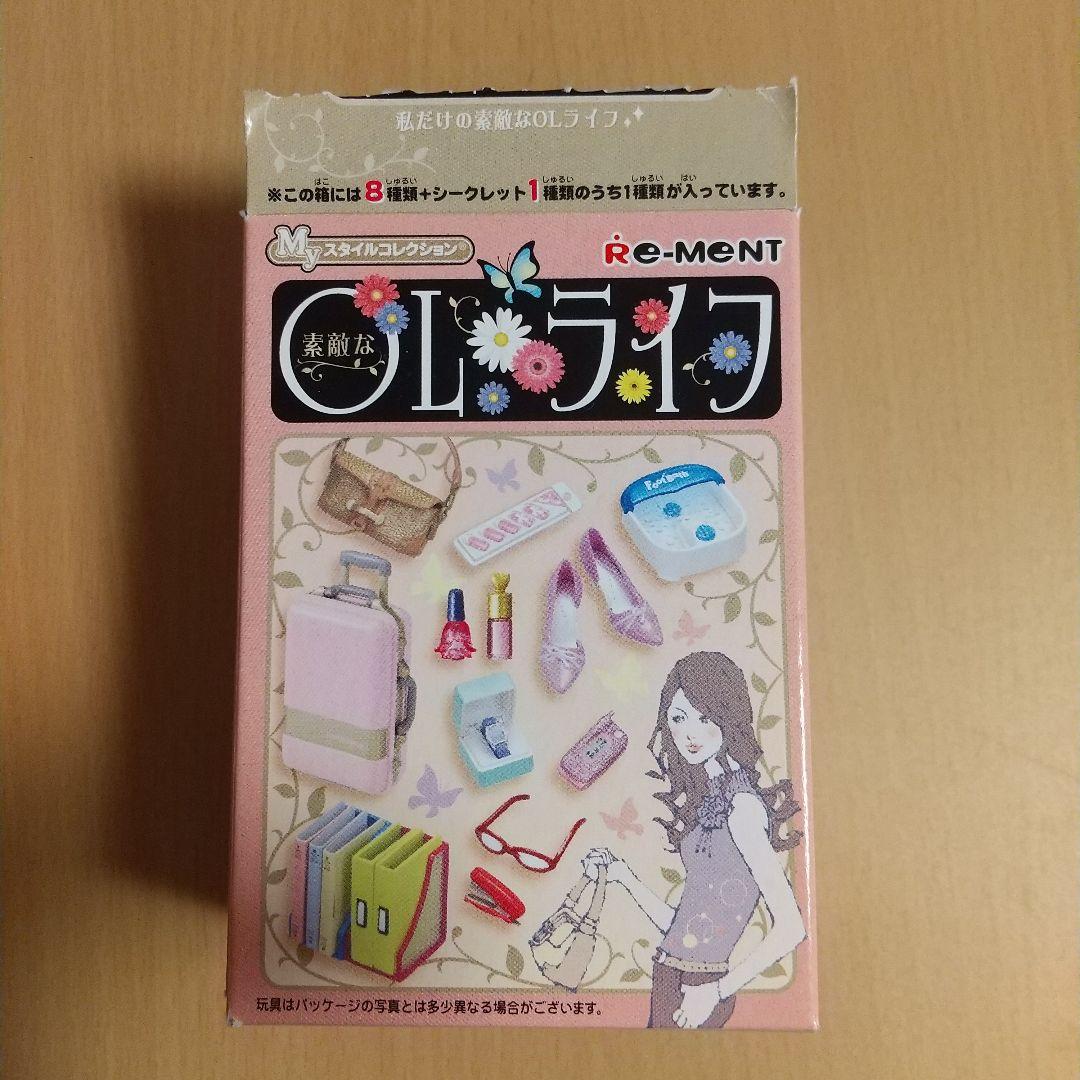 私だけの素敵なOLライフ
※この箱には8種類+シークレット1種類のうち1種類が入っています。
Myスタイルコレクション®
Re-MeNT
素敵なOLライフ
FootBath
玩具はパッケージの写真とは多少異なる場合がございます。